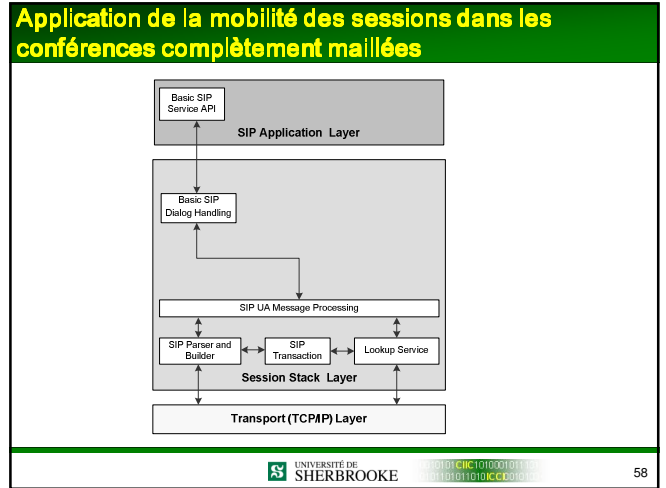 Application de la mobilité des sessions dans les
conférences complètement maillées
Basic SIP
Service API
SIP Application Layer
Basic SIP
Dialog Handling
SIP UA Message Processing
SIP Parser and
Builder
SIP
Transaction
Lookup Service
Session Stack Layer
Transport (TCP/IP) Layer
UNIVERSITÉ DE
SHERBROOKE
58